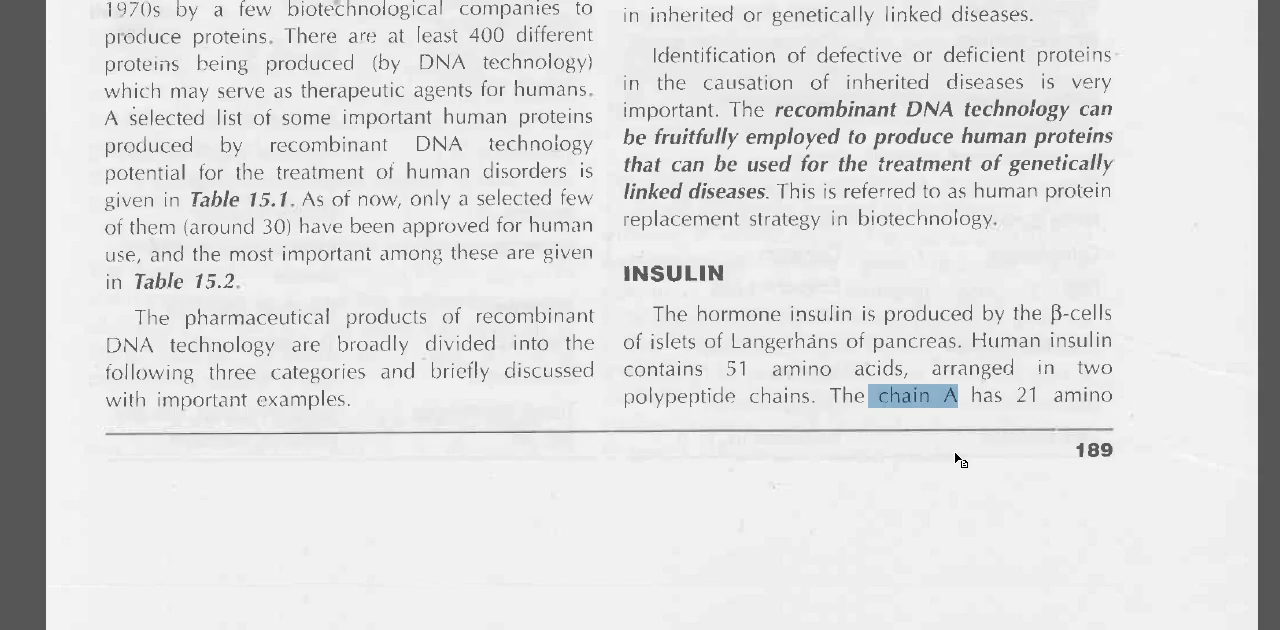 1970s by a few biotechnological companies to
produce proteins. There are at least 400 different
proteins being produced (by DNA technology)
which may serve as therapeutic agents for humans.
A selected list of some important human proteins
produced by recombinant DNA technology
potential for the treatment of human disorders is
given in Table 15.1. As of now, only a selected few
of them (around 30) have been approved for human
use, and the most important among these are given
in Table 15.2.
The pharmaceutical products of recombinant
DNA technology are broadly divided into the
following three categories and briefly discussed
with important examples.
in inherited or genetically linked diseases.
Identification of defective or deficient proteins
in the causation of inherited diseases is very
important. The recombinant DNA technology can
be fruitfully employed to produce human proteins
that can be used for the treatment of genetically
linked diseases. This is referred to as human protein
replacement strategy in biotechnology.
INSULIN
The hormone insulin is produced by the β-cells
of islets of Langerhans of pancreas. Human insulin
contains 51 amino acids, arranged in two
polypeptide chains. The chain A has 21 amino
189